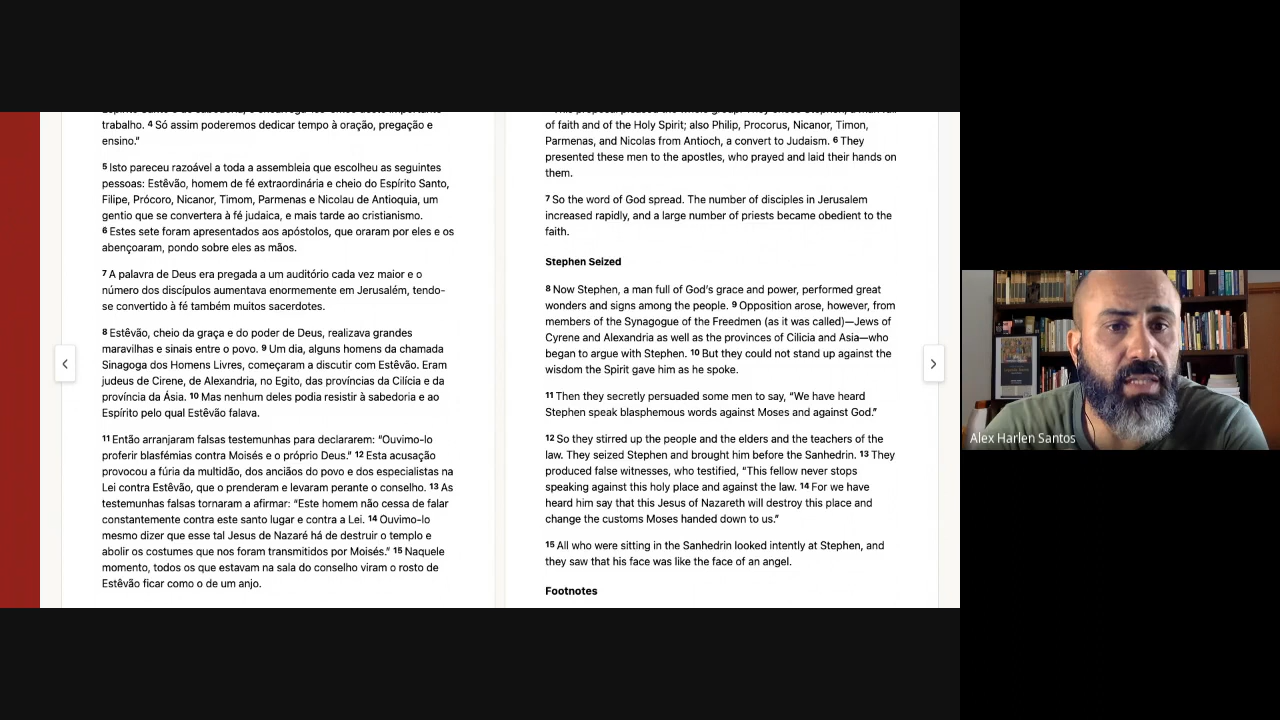 trabalho. 4 Só assim poderemos dedicar tempo à oração, pregação e
ensino.”
5 Isto pareceu razoável a toda a assembleia que escolheu as seguintes
pessoas: Estêvão, homem de fé extraordinária e cheio do Espírito Santo,
Filipe, Prócoro, Nicanor, Timom, Parmenas e Nicolau de Antioquia, um
gentio que se convertera à fé judaica, e mais tarde ao cristianismo.
6 Estes sete foram apresentados aos apóstolos, que oraram por eles e os
abençoaram, pondo sobre eles as mãos.
7 A palavra de Deus era pregada a um auditório cada vez maior e o
número dos discípulos aumentava enormemente em Jerusalém, tendo-
se convertido à fé também muitos sacerdotes.
8 Estêvão, cheio da graça e do poder de Deus, realizava grandes
maravilhas e sinais entre o povo. 9 Um dia, alguns homens da chamada
Sinagoga dos Homens Livres, começaram a discutir com Estêvão. Eram
judeus de Cirene, de Alexandria, no Egito, das províncias da Cilícia e da
província da Ásia. 10 Mas nenhum deles podia resistir à sabedoria e ao
Espírito pelo qual Estêvão falava.
11 Então arranjaram falsas testemunhas para declararem: “Ouvimo-lo
proferir blasfémias contra Moisés e o próprio Deus.” 12 Esta acusação
provocou a fúria da multidão, dos anciãos do povo e dos especialistas na
Lei contra Estêvão, que o prenderam e levaram perante o conselho. 13 As
testemunhas falsas tornaram a afirmar: “Este homem não cessa de falar
constantemente contra este santo lugar e contra a Lei. 14 Ouvimo-lo
mesmo dizer que esse tal Jesus de Nazaré há de destruir o templo e
abolir os costumes que nos foram transmitidos por Moisés.” 15 Naquele
momento, todos os que estavam na sala do conselho viram o rosto de
Estêvão ficar como o de um anjo.
of faith and of the Holy Spirit; also Philip, Procorus, Nicanor, Timon,
Parmenas, and Nicolas from Antioch, a convert to Judaism. 6 They
presented these men to the apostles, who prayed and laid their hands on
them.
7 So the word of God spread. The number of disciples in Jerusalem
increased rapidly, and a large number of priests became obedient to the
faith.
Stephen Seized
8 Now Stephen, a man full of God’s grace and power, performed great
wonders and signs among the people. 9 Opposition arose, however, from
members of the Synagogue of the Freedmen (as it was called)—Jews of
Cyrene and Alexandria as well as the provinces of Cilicia and Asia—who
began to argue with Stephen. 10 But they could not stand up against the
wisdom the Spirit gave him as he spoke.
11 Then they secretly persuaded some men to say, “We have heard
Stephen speak blasphemous words against Moses and against God.”
12 So they stirred up the people and the elders and the teachers of the
law. They seized Stephen and brought him before the Sanhedrin. 13 They
produced false witnesses, who testified, “This fellow never stops
speaking against this holy place and against the law. 14 For we have
heard him say that this Jesus of Nazareth will destroy this place and
change the customs Moses handed down to us.”
15 All who were sitting in the Sanhedrin looked intently at Stephen, and
they saw that his face was like the face of an angel.
Footnotes
Alex Harlen Santos